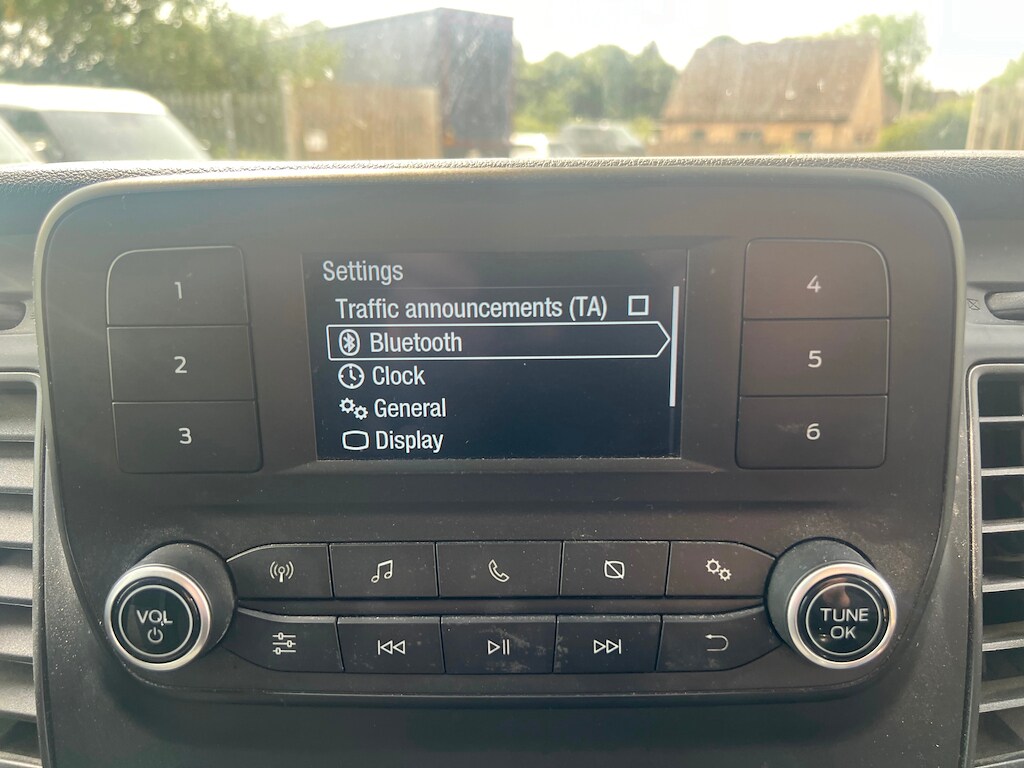 Settings
Traffic announcements (TA)
Bluetooth
Clock
General
Display
1
2
3
4
5
6
VOL
TUNE
OK